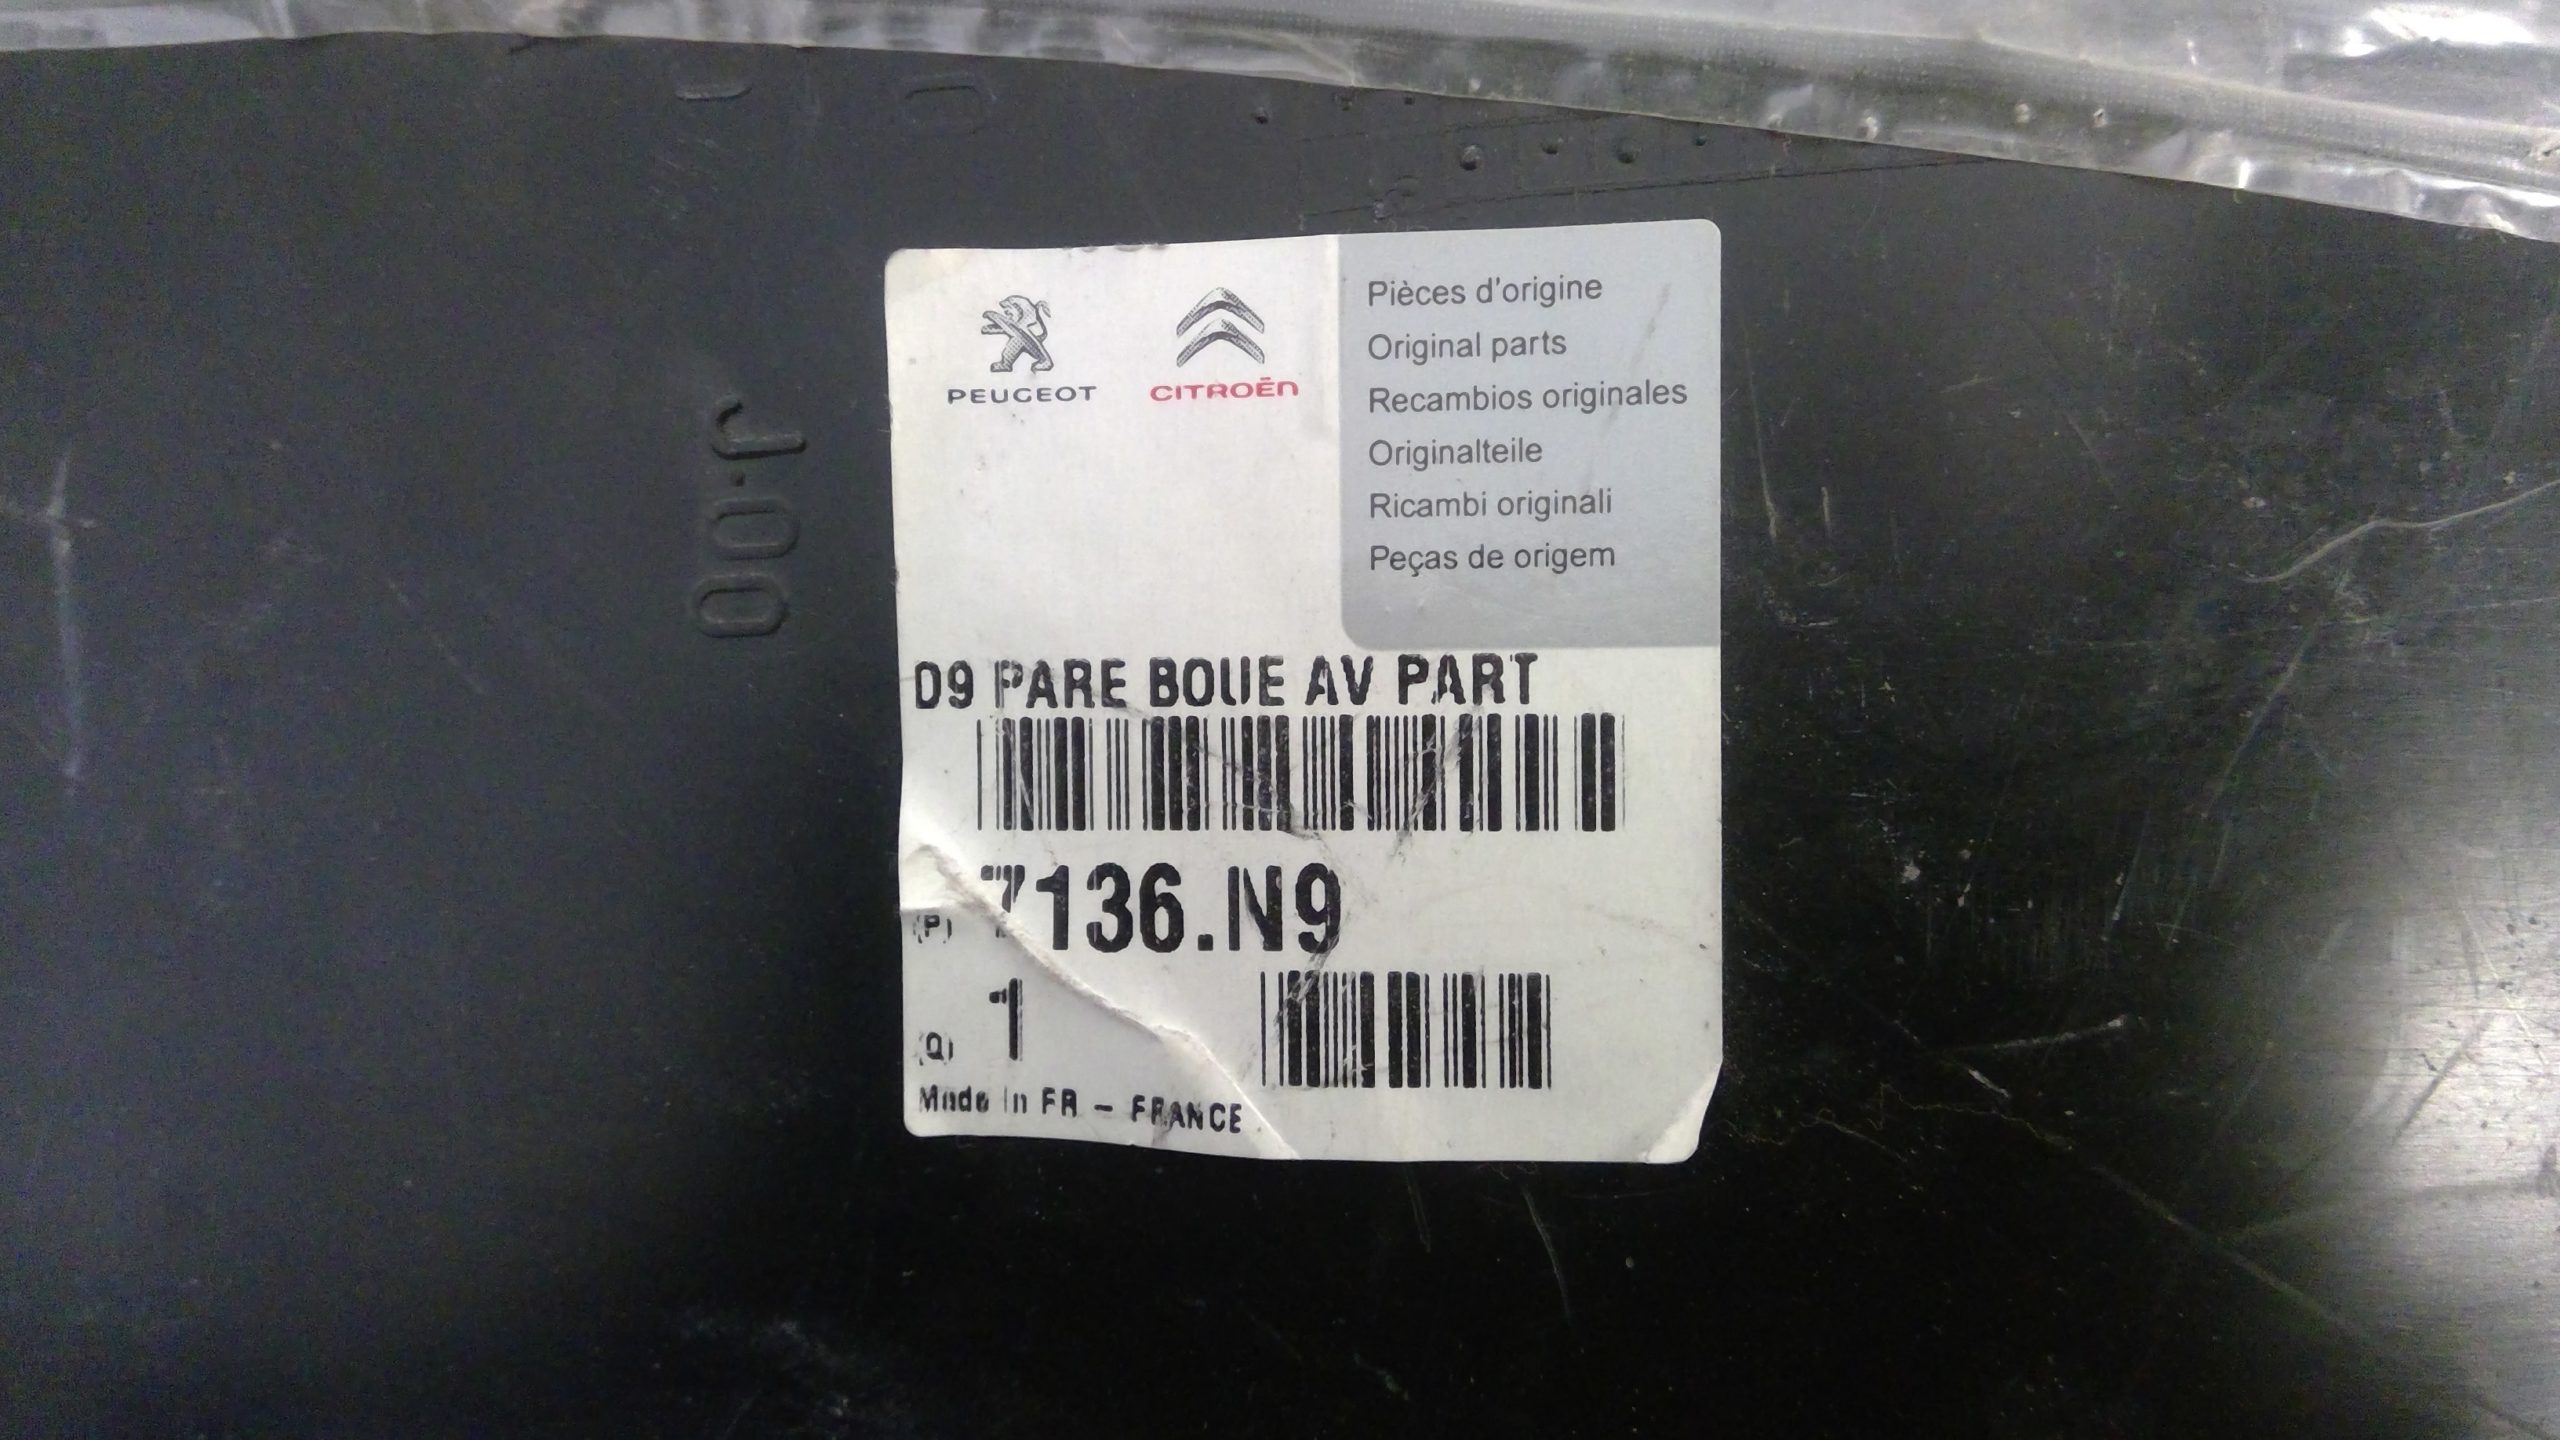 J.00
PEUGEOT
CITROËN
Pièces d'origine
Original parts
Recambios originales
Originalteile
Ricambi originali
Peças de origem
D9 PARE BOUE AV PART
(P) 7136.N9
(Q) 1
Made In FR - FRANCE